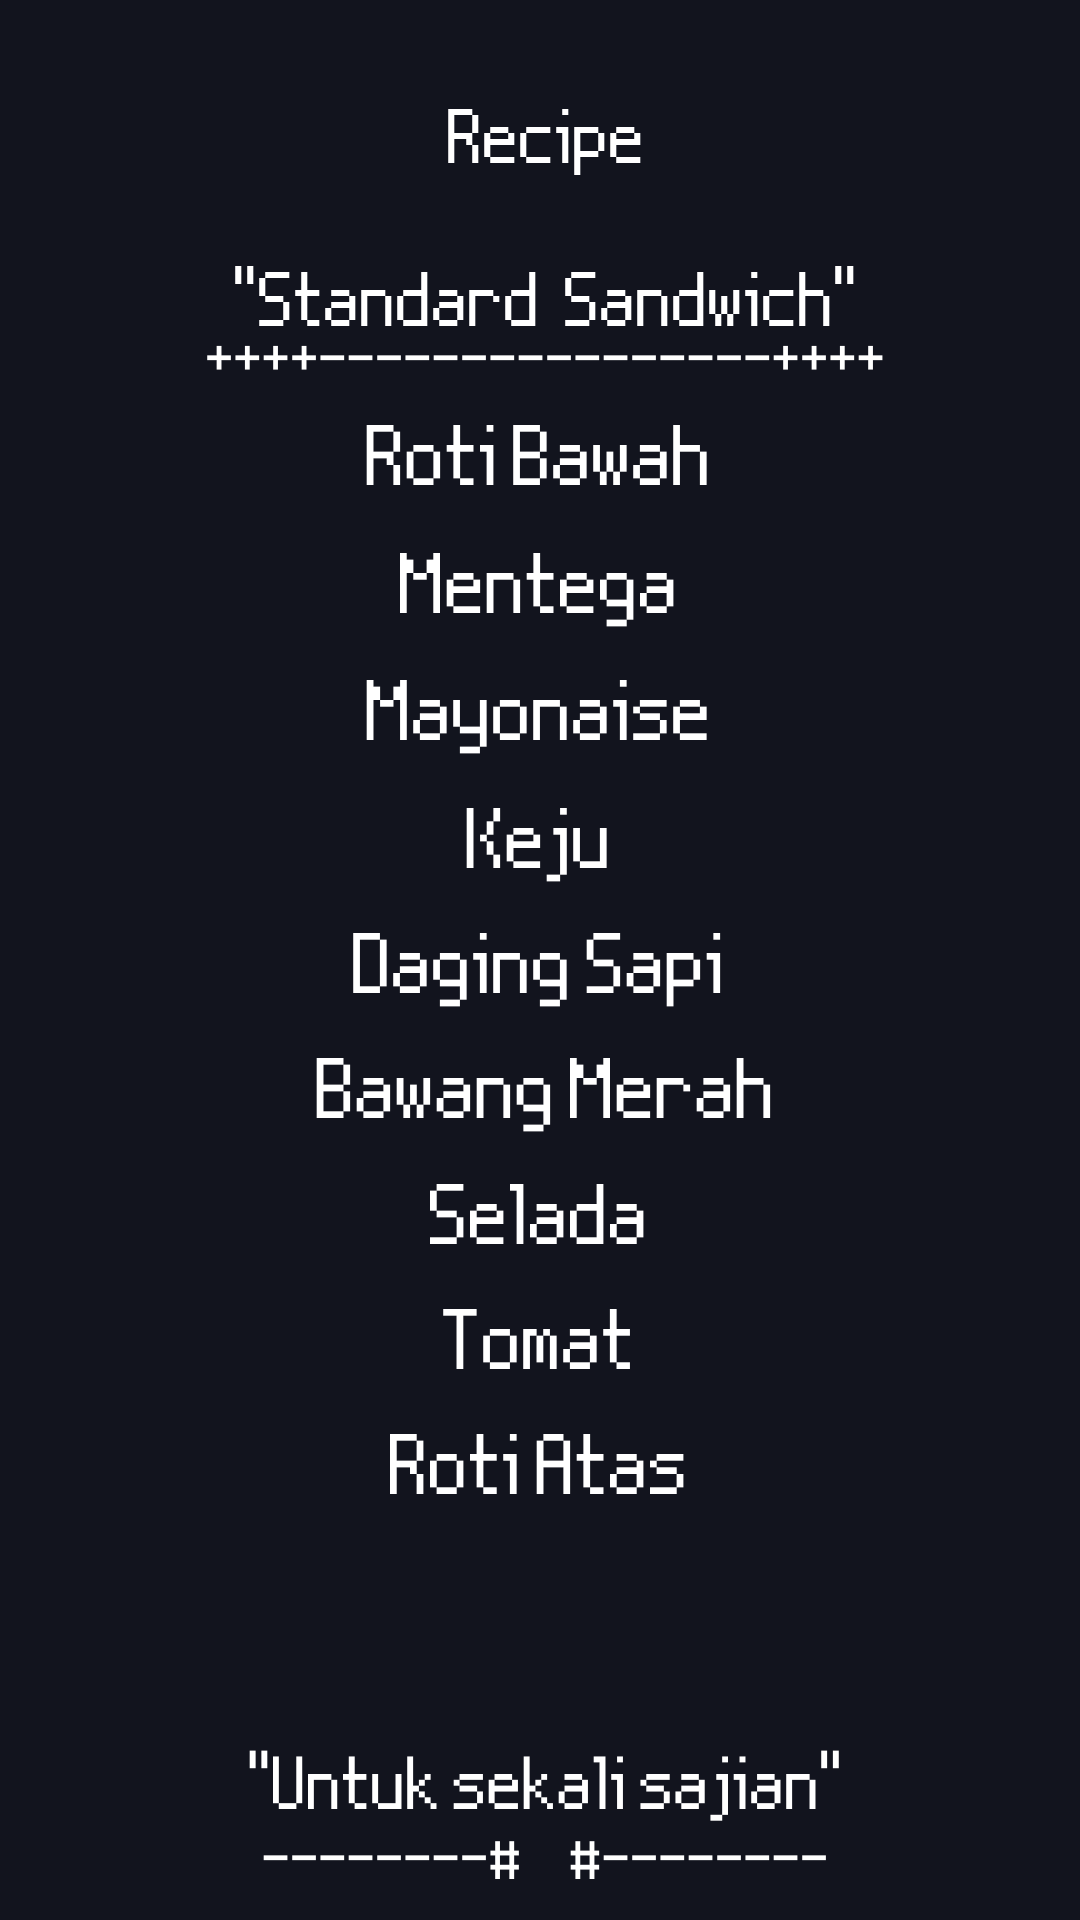 Recipe
"Standard Sandwich"
++++----------------++++
Roti Bawah
Mentega
Mayonaise
Keju
Daging Sapi
Bawang Merah
Selada
Tomat
Roti Atas
"Untuk sekali sajian"
--------# #--------